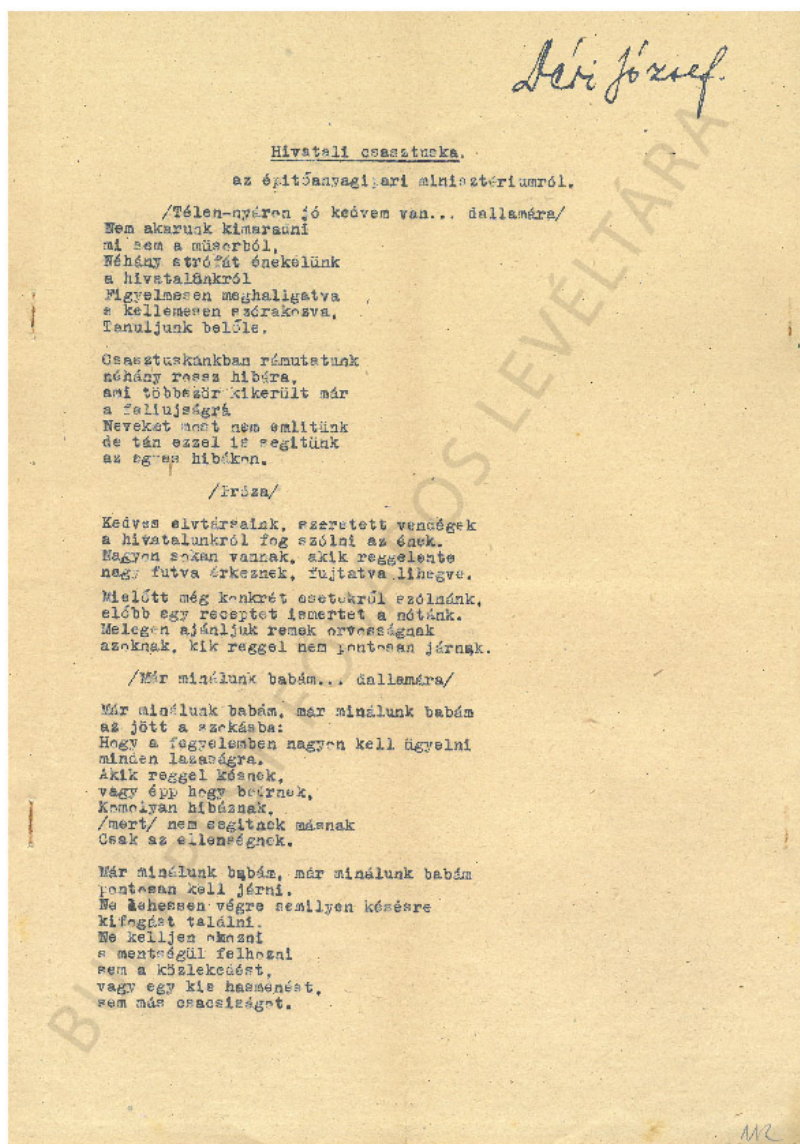 Déri József.
Hivatali csasztuska.
az építőanyagipari minisztériumról.
/Télen-nyáron jó kedvem van... dallamára/
Nem akarunk kimaradni
mi sem a műsorból,
Néhány strófát énekelünk
a hivatalunkról
Figyelmesen meghallgatva
s kellemesen szórakozva,
Tanuljunk belőle.
Csasztuskánkban rámutatunk
néhány rossz hibára,
ami többször kikerült már
a faliujságrá
Neveket most nem emlitünk
de tán ezzel is segitünk
az egyes hibákon.
/Próza/
Kedves elvtársaink, szeretett vendégek
a hivatalunkról fog szólni az ének.
Nagyon sokan vannak, akik reggelente
nagy futva érkeznek, fujtatva lihegve.
Mielőtt még konkrét esetekről szólnánk,
előbb egy receptet ismertet a nótánk.
Melegen ajánljuk remek orvosságnak
azoknak, kik reggel nem pontosan járnak.
/Már minálunk babám... dallamára/
Már minálunk babám, már minálunk babám
az jött a szokásba:
Hogy a fegyelemben nagyon kell ügyelni
minden lazaságra.
Akik reggel késnek,
vagy épp hogy beérnek,
Komolyan hibáznak,
/mert/ nem segitnek másnak
Csak az ellenségnek.
Már minálunk babám, már minálunk babám
pontosan kell járni.
Ne lehessen végre semilyen késésre
kifogást találni.
Ne kelljen okozni
s mentségül felhozni
sem a közlekedést,
vagy egy kis hasmenést,
sem más csacsiságot.
112
BUDAPEST FŐVÁROS LEVÉLTÁRA